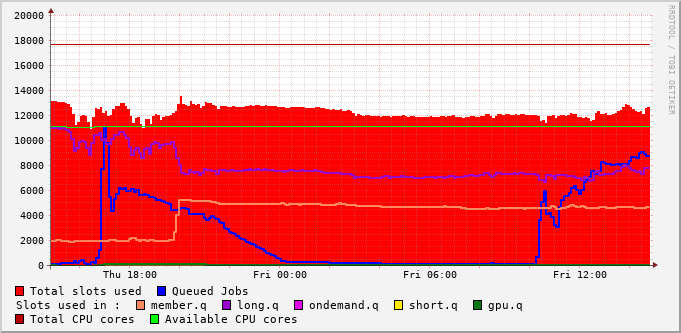 20000
18000
16000
14000
12000
10000
8000
6000
4000
2000
0
Thu 18:00 Fri 00:00 Fri 06:00 Fri 12:00
RRDTOOL / TOBI OETIKER
Total slots used Queued Jobs
Slots used in : member.q long.q ondemand.q short.q gpu.q
Total CPU cores Available CPU cores